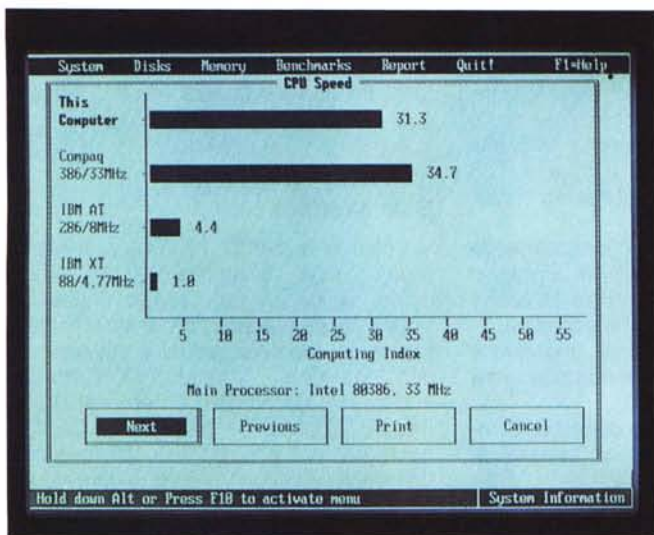 System Disks Memory Benchmarks Report Quit! F1=Help
CPU Speed
This
Computer 31.3
Compaq
386/33MHz 34.7
IBM AT
286/8MHz 4.4
IBM XT
88/4.77MHz 1.0
5 10 15 20 25 30 35 40 45 50 55
Computing Index
Main Processor: Intel 80386, 33 MHz
Next Previous Print Cancel
Hold down Alt or Press F10 to activate menu System Information